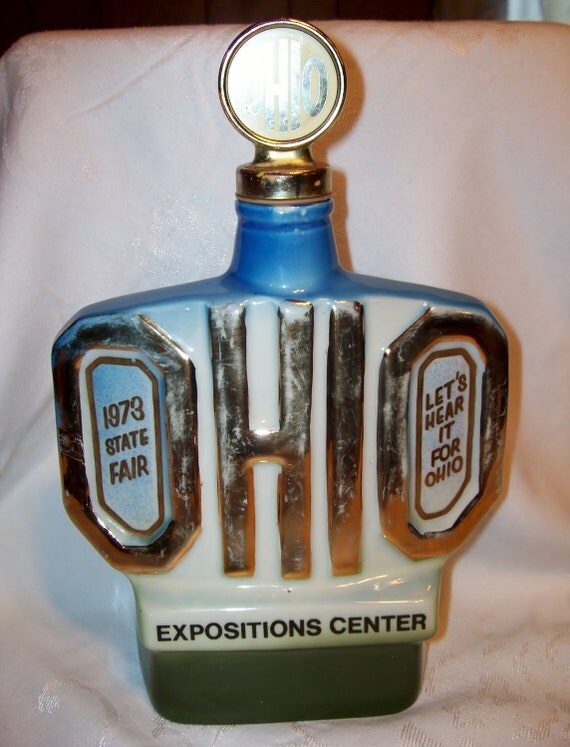 OHIO
OHIO
1973
STATE
FAIR
LET'S
HEAR
IT
FOR
OHIO
EXPOSITIONS CENTER